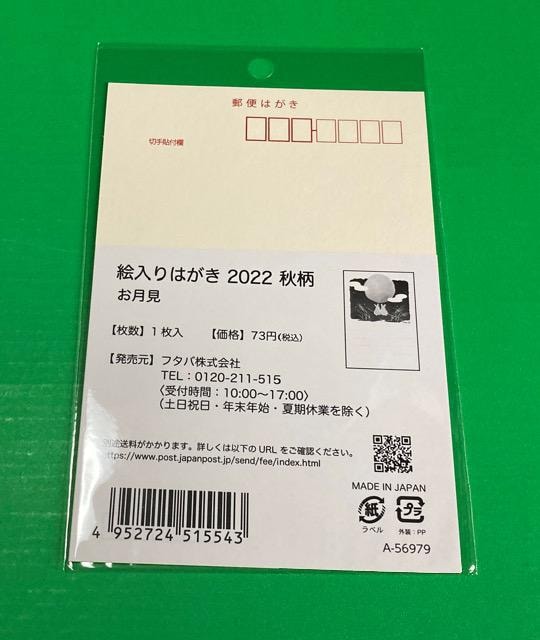 郵便はがき
切手貼付欄
絵入りはがき 2022 秋柄
お月見
【枚数】1枚入 【価格】73円(税込)
【発売元】フタバ株式会社
TEL：0120-211-515
〈受付時間：10:00〜17:00〉
(土日祝日・年末年始・夏期休業を除く)
別途送料がかかります。詳しくは以下の URL をご確認ください。
https://www.post.japanpost.jp/send/fee/index.html
MADE IN JAPAN
紙 プラ
ラベル 外装：PP
4 952724 515543
A-56979